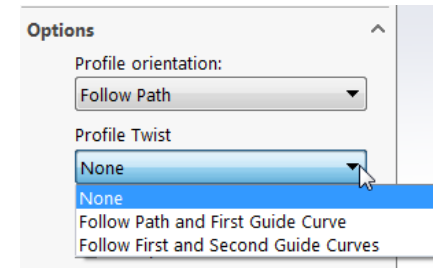 Options
Profile orientation:
Follow Path
Profile Twist
None
None
Follow Path and First Guide Curve
Follow First and Second Guide Curves